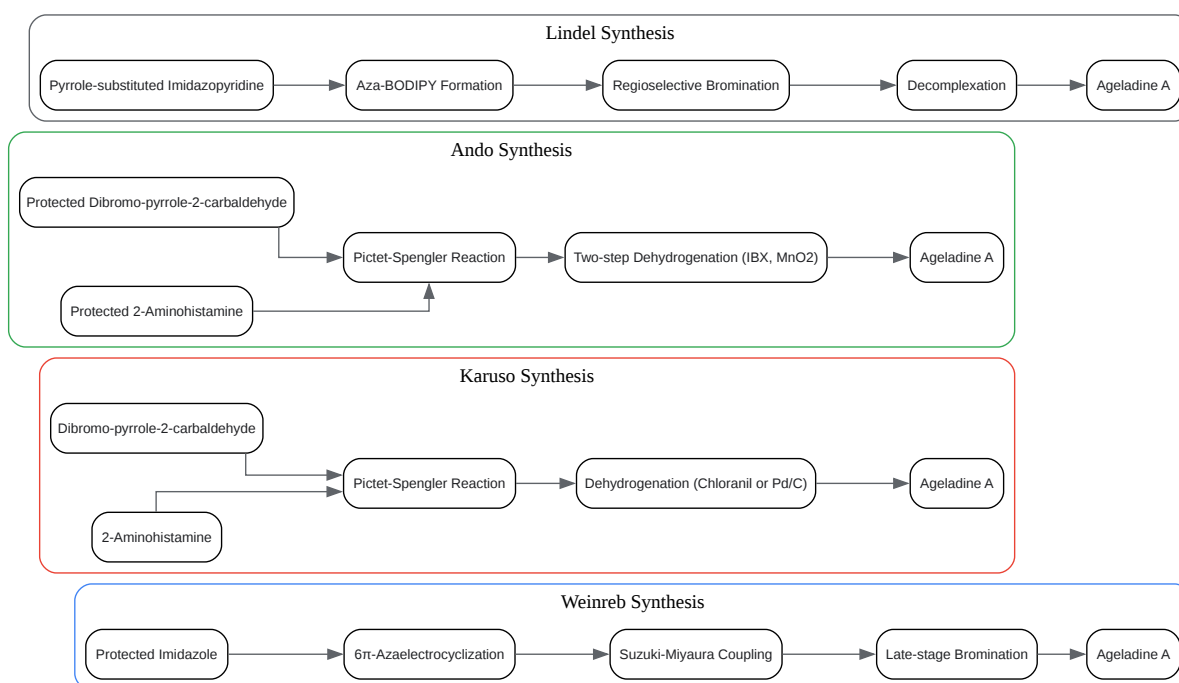 Lindel Synthesis
Pyrrole-substituted Imidazopyridine
Aza-BODIPY Formation
Regioselective Bromination
Decomplexation
Ageladine A
Ando Synthesis
Protected Dibromo-pyrrole-2-carbaldehyde
Protected 2-Aminohistamine
Pictet-Spengler Reaction
Two-step Dehydrogenation (IBX, MnO2)
Ageladine A
Karuso Synthesis
Dibromo-pyrrole-2-carbaldehyde
2-Aminohistamine
Pictet-Spengler Reaction
Dehydrogenation (Chloranil or Pd/C)
Ageladine A
Weinreb Synthesis
Protected Imidazole
6π-Azaelectrocyclization
Suzuki-Miyaura Coupling
Late-stage Bromination
Ageladine A